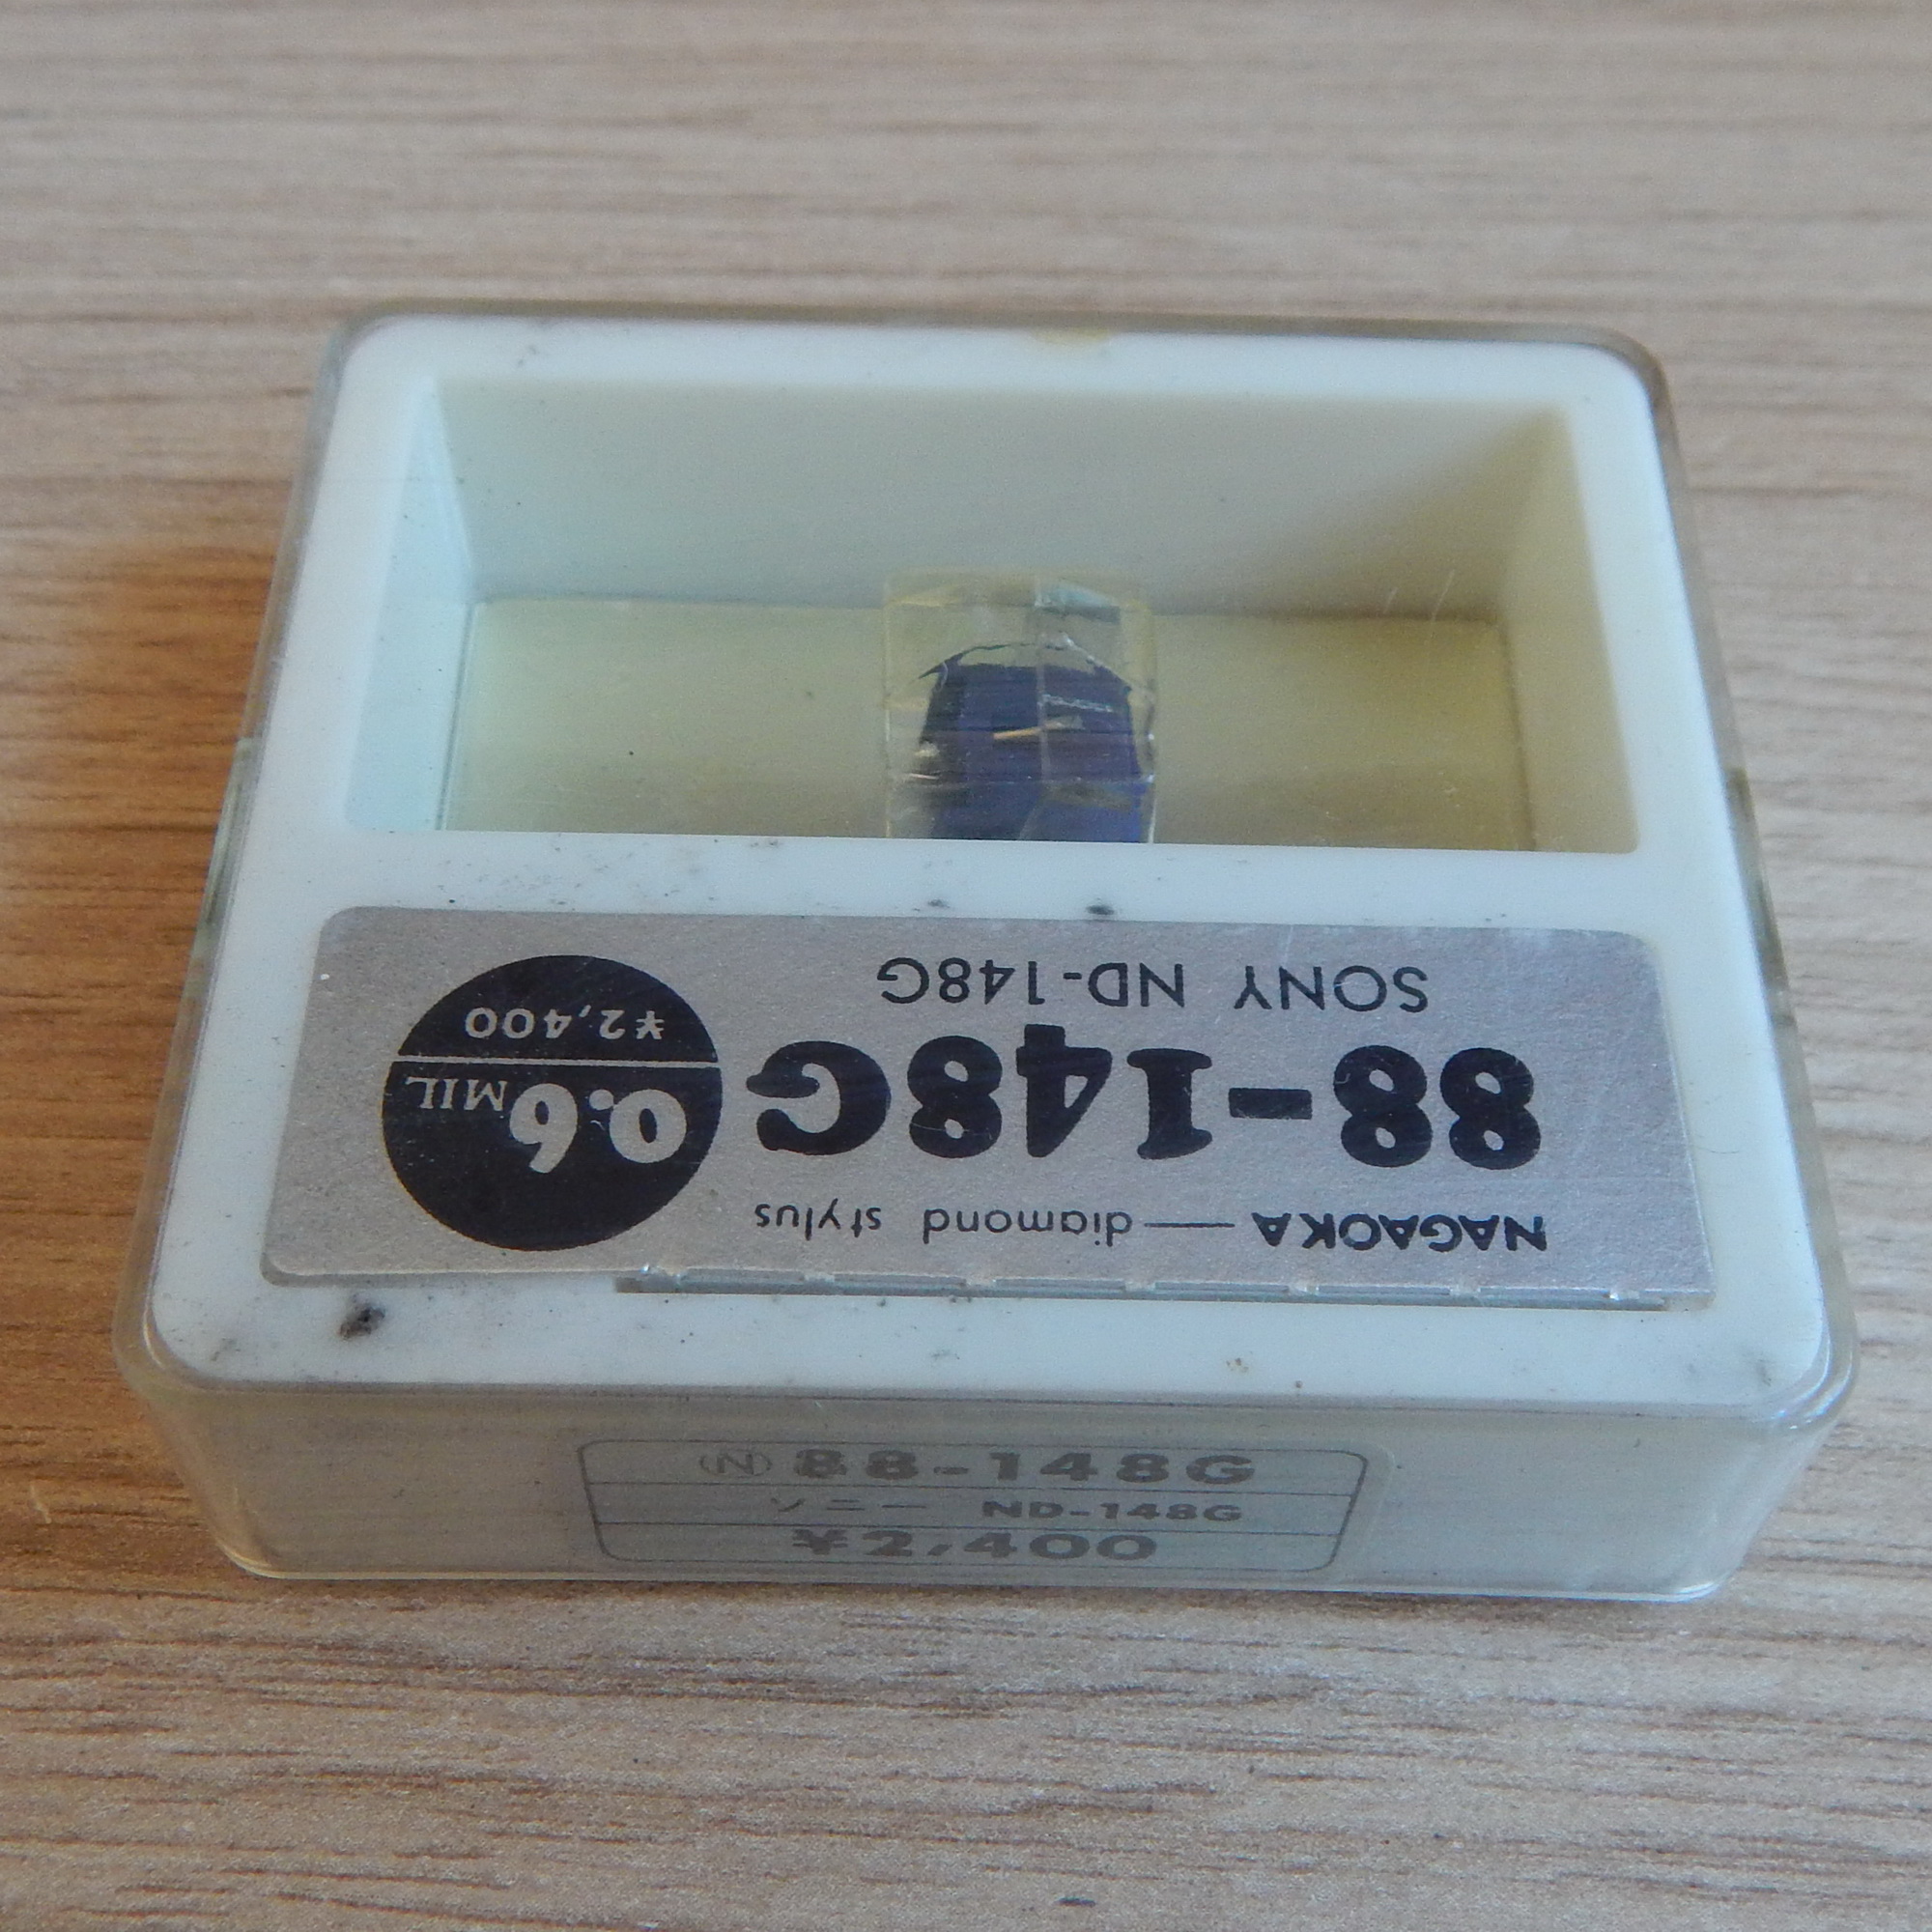 NAGAOKA — diamond stylus
88-148G
SONY ND-148G
0.6 MIL
¥2,400
Ⓝ 88-148G
ソニー ND-148G
¥2,400